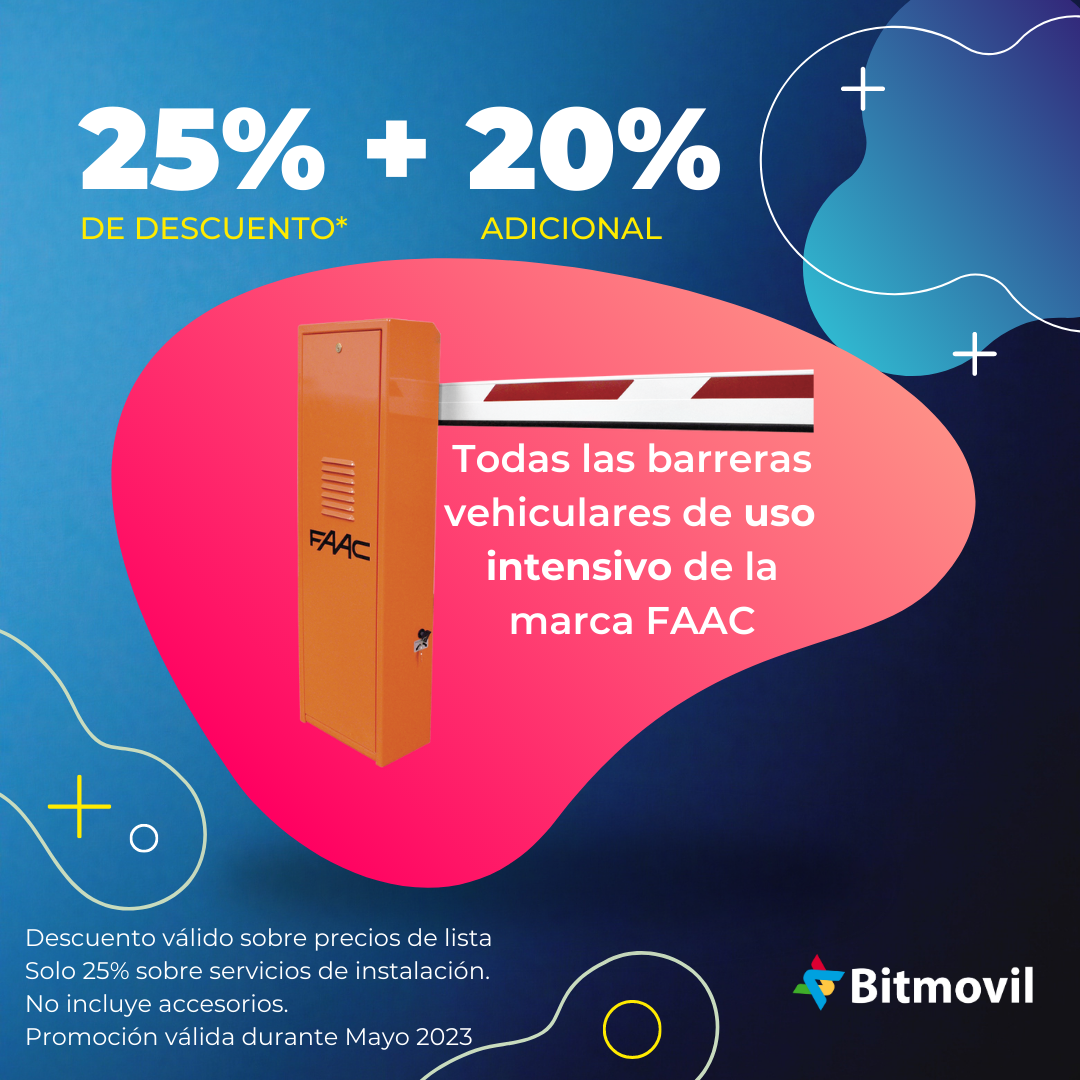 25% + 20%
DE DESCUENTO* ADICIONAL
FAAC
Todas las barreras
vehiculares de uso
intensivo de la
marca FAAC
Descuento válido sobre precios de lista
Solo 25% sobre servicios de instalación.
No incluye accesorios.
Promoción válida durante Mayo 2023
Bitmovil